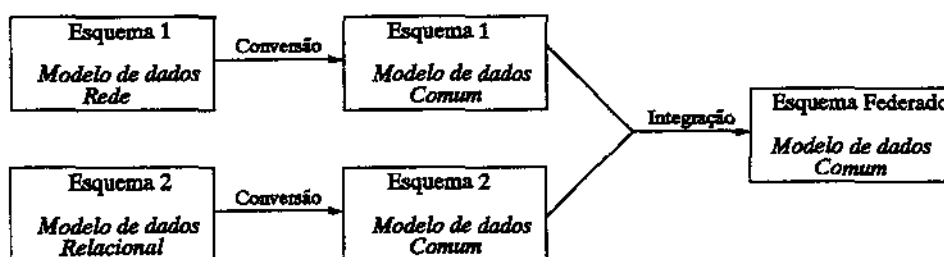 Esquema 1
Modelo de dados
Rede
Conversão
Esquema 1
Modelo de dados
Comum
Esquema 2
Modelo de dados
Relacional
Conversão
Esquema 2
Modelo de dados
Comum
Integração
Esquema Federado
Modelo de dados
Comum